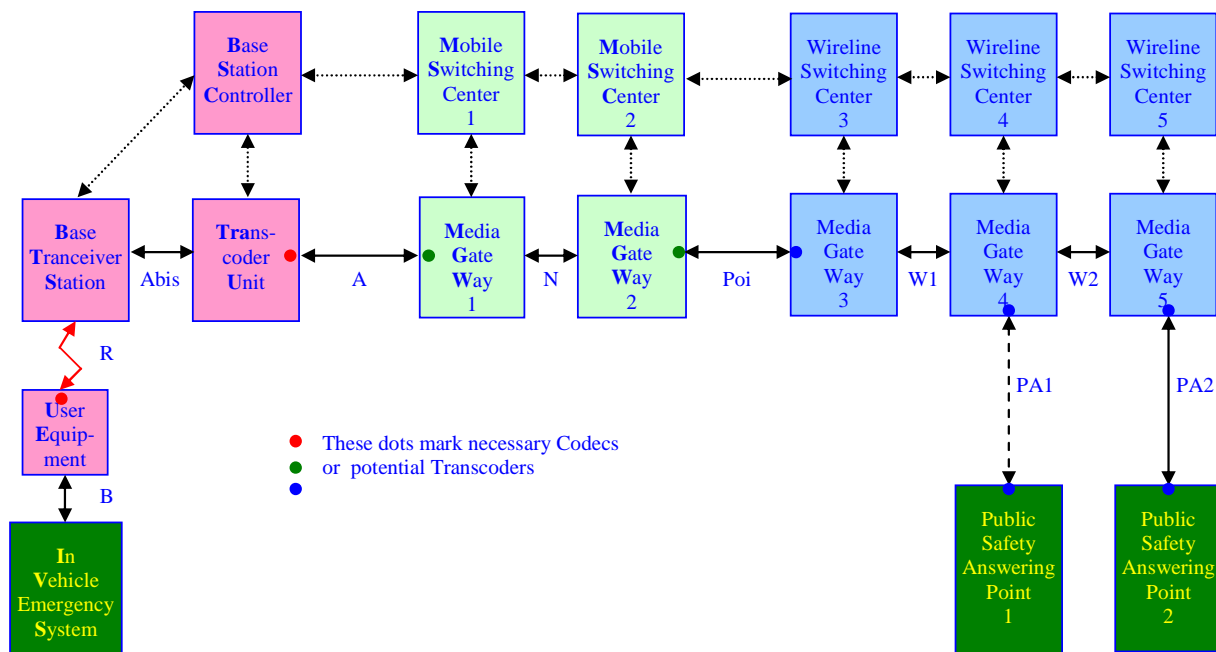 Base
Station
Controller
Mobile
Switching
Center
1
Mobile
Switching
Center
2
Wireline
Switching
Center
3
Wireline
Switching
Center
4
Wireline
Switching
Center
5
Base
Tranceiver
Station
Abis
Trans-
coder
Unit
A
Media
Gate
Way
1
N
Media
Gate
Way
2
Poi
Media
Gate
Way
3
W1
Media
Gate
Way
4
W2
Media
Gate
Way
5
R
PA1
PA2
User
Equip-
ment
These dots mark necessary Codecs
or potential Transcoders
B
In
Vehicle
Emergency
System
Public
Safety
Answering
Point
1
Public
Safety
Answering
Point
2